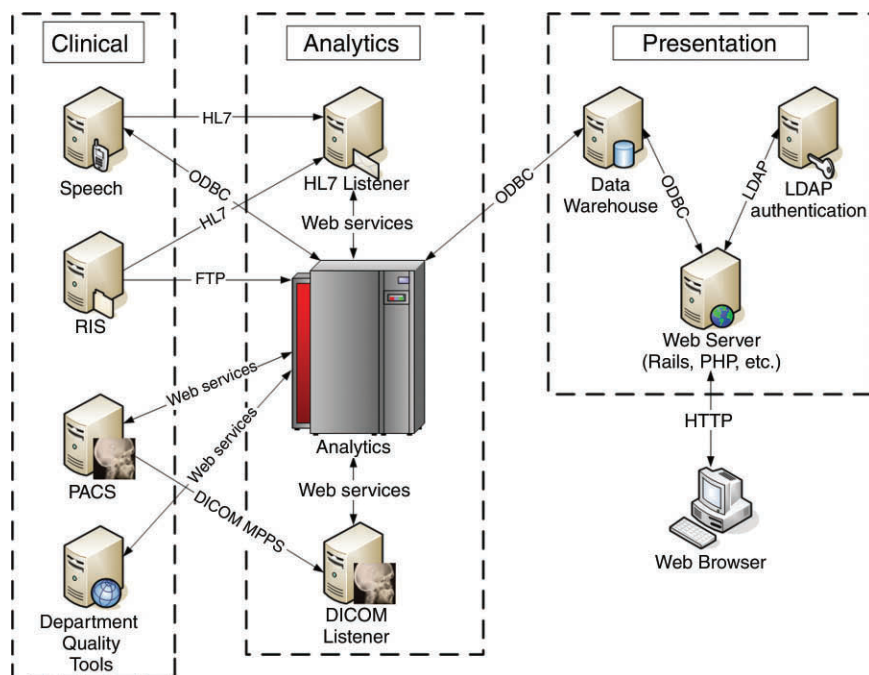 Clinical
Analytics
Presentation
HL7
Speech
ODBC
HL7
HL7 Listener
Web services
ODBC
Data
Warehouse
ODBC
LDAP
LDAP
authentication
FTP
RIS
Web Server
(Rails, PHP, etc.)
Web services
Analytics
HTTP
Web services
PACS
DICOM MPPS
Web services
Web Browser
Department
Quality
Tools
DICOM
Listener